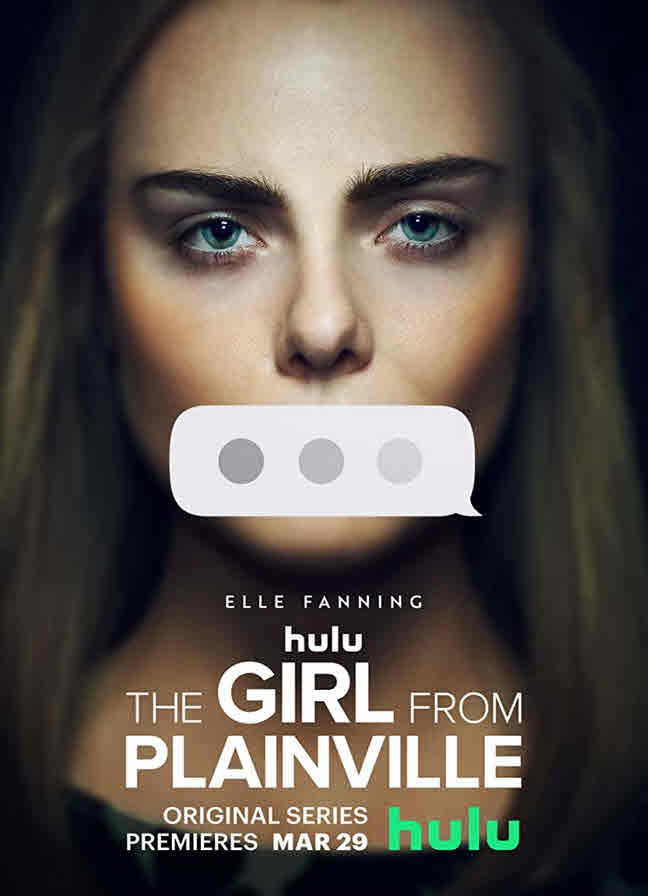 ELLE FANNING
hulu
THE GIRL FROM
PLAINVILLE
ORIGINAL SERIES
PREMIERES MAR 29
hulu